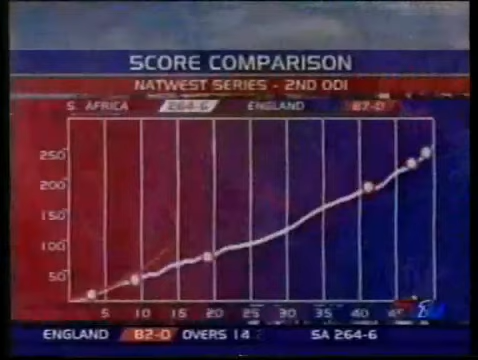 SCORE COMPARISON
NATWEST SERIES - 2ND ODI
S. AFRICA 264-6 ENGLAND 87-0
250
200
150
100
50
5 10 15 20 25 30 35 40
ENGLAND 82-0 OVERS 14 SA 264-6